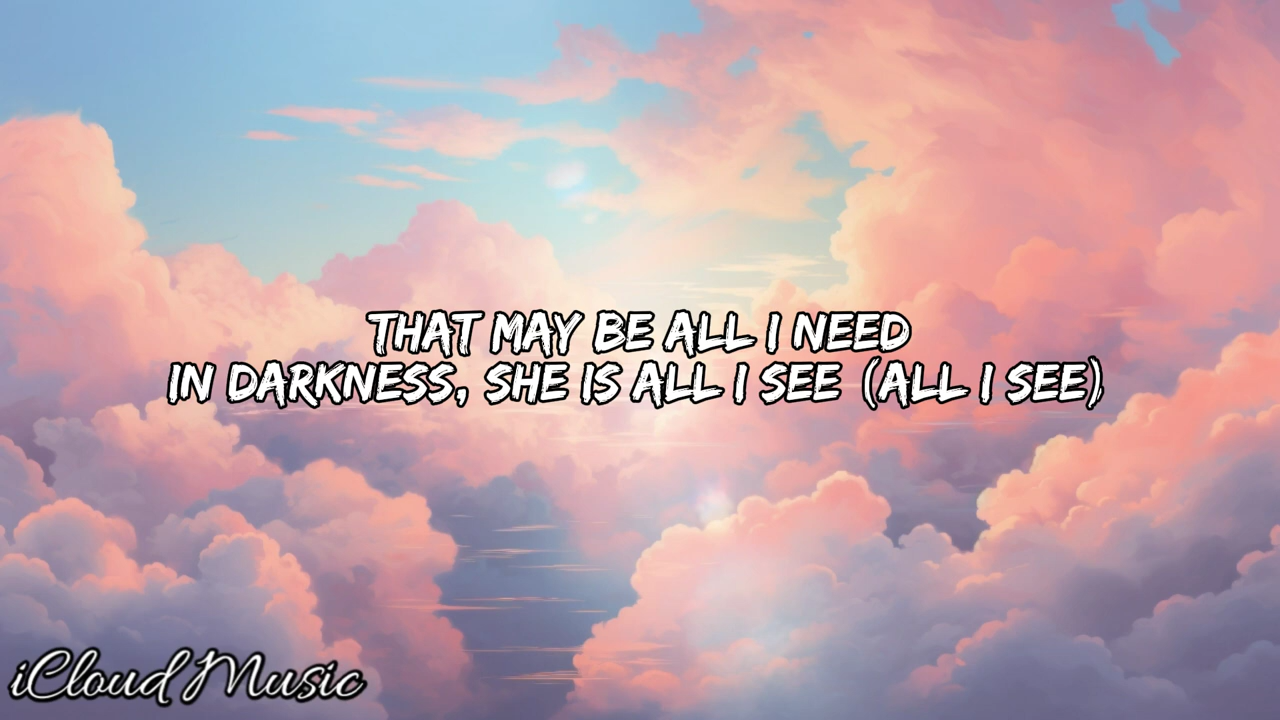 THAT MAY BE ALL I NEED
IN DARKNESS, SHE IS ALL I SEE (ALL I SEE)
iCloud Music